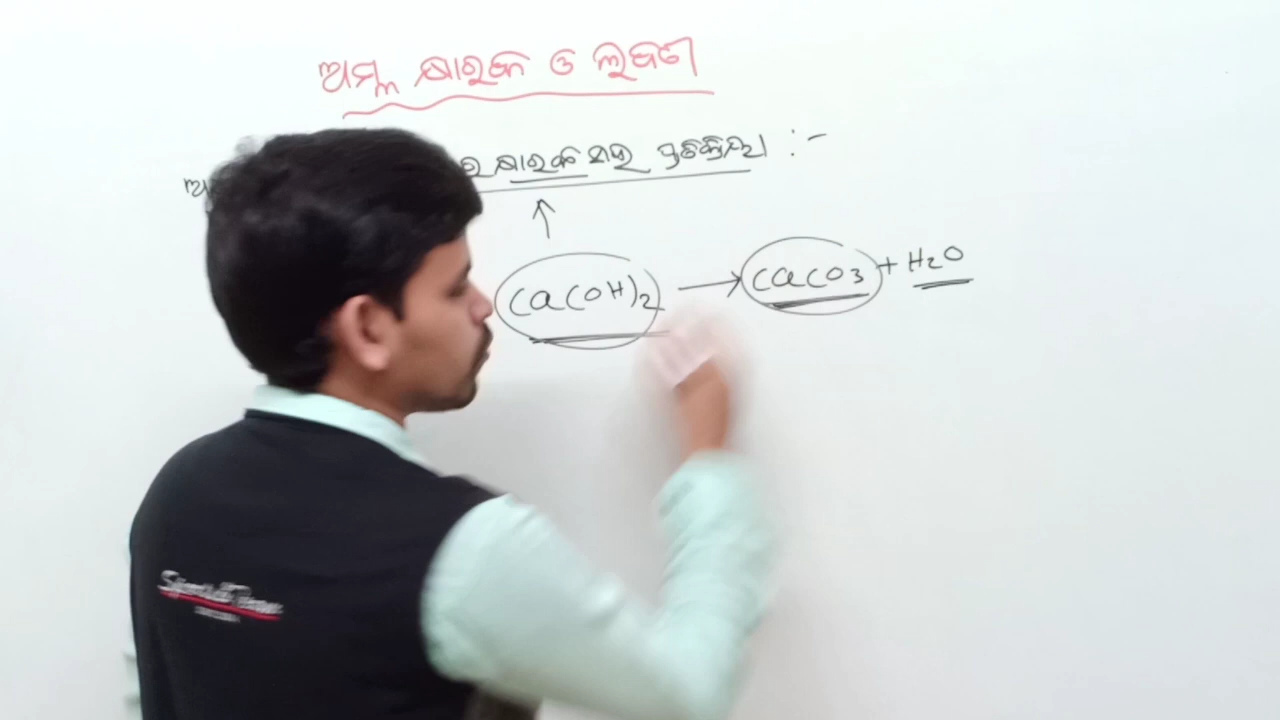 ଅମ୍ଳ କ୍ଷାରକ ଓ ଲବଣ
ର କ୍ଷାରକ ସହ ପ୍ରତିକ୍ରିୟା :-
Ca(OH)2 → CaCO3 + H2O